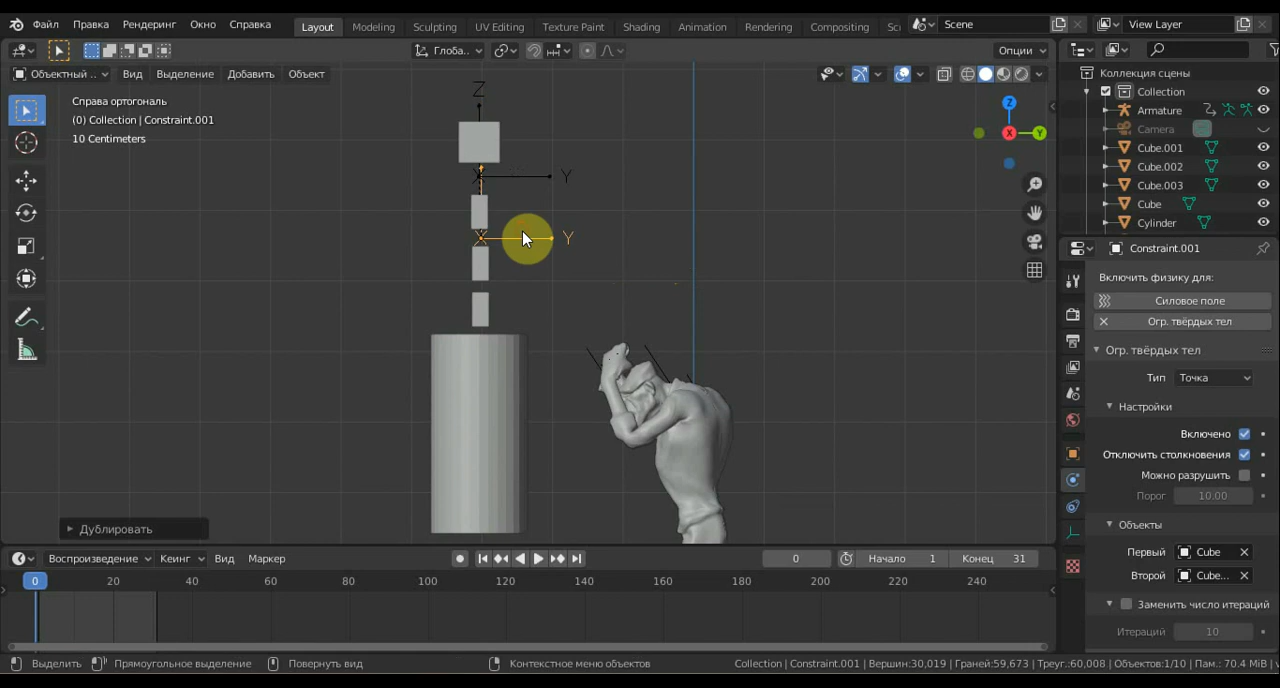 Файл Правка Рендеринг Окно Справка Layout Modeling Sculpting UV Editing Texture Paint Shading Animation Rendering Compositing Sc Scene View Layer
Глоба.. Опции
Объектный .. Вид Выделение Добавить Объект
Справа ортогональ
(0) Collection | Constraint.001
10 Centimeters
Z
X Y
X Y
Z
Y
X
Дублировать
Коллекция сцены
Collection
Armature
Camera
Cube.001
Cube.002
Cube.003
Cube
Cylinder
Constraint.001
Включить физику для:
Силовое поле
Огр. твёрдых тел
Огр. твёрдых тел
Тип Точка
Настройки
Включено
Отключить столкновения
Можно разрушить
Порог 10.00
Объекты
Первый Cube
Второй Cube...
Заменить число итераций
Итераций 10
Воспроизведение Кеинг Вид Маркер 0 Начало 1 Конец 31
0 20 40 60 80 100 120 140 160 180 200 220 240
Выделить Прямоугольное выделение Повернуть вид Контекстное меню объектов Collection | Constraint.001 | Вершин:30,019 | Граней:59,673 | Треуг.:60,008 | Объекты:1/10 | Пам.: 70.4 MiB | v